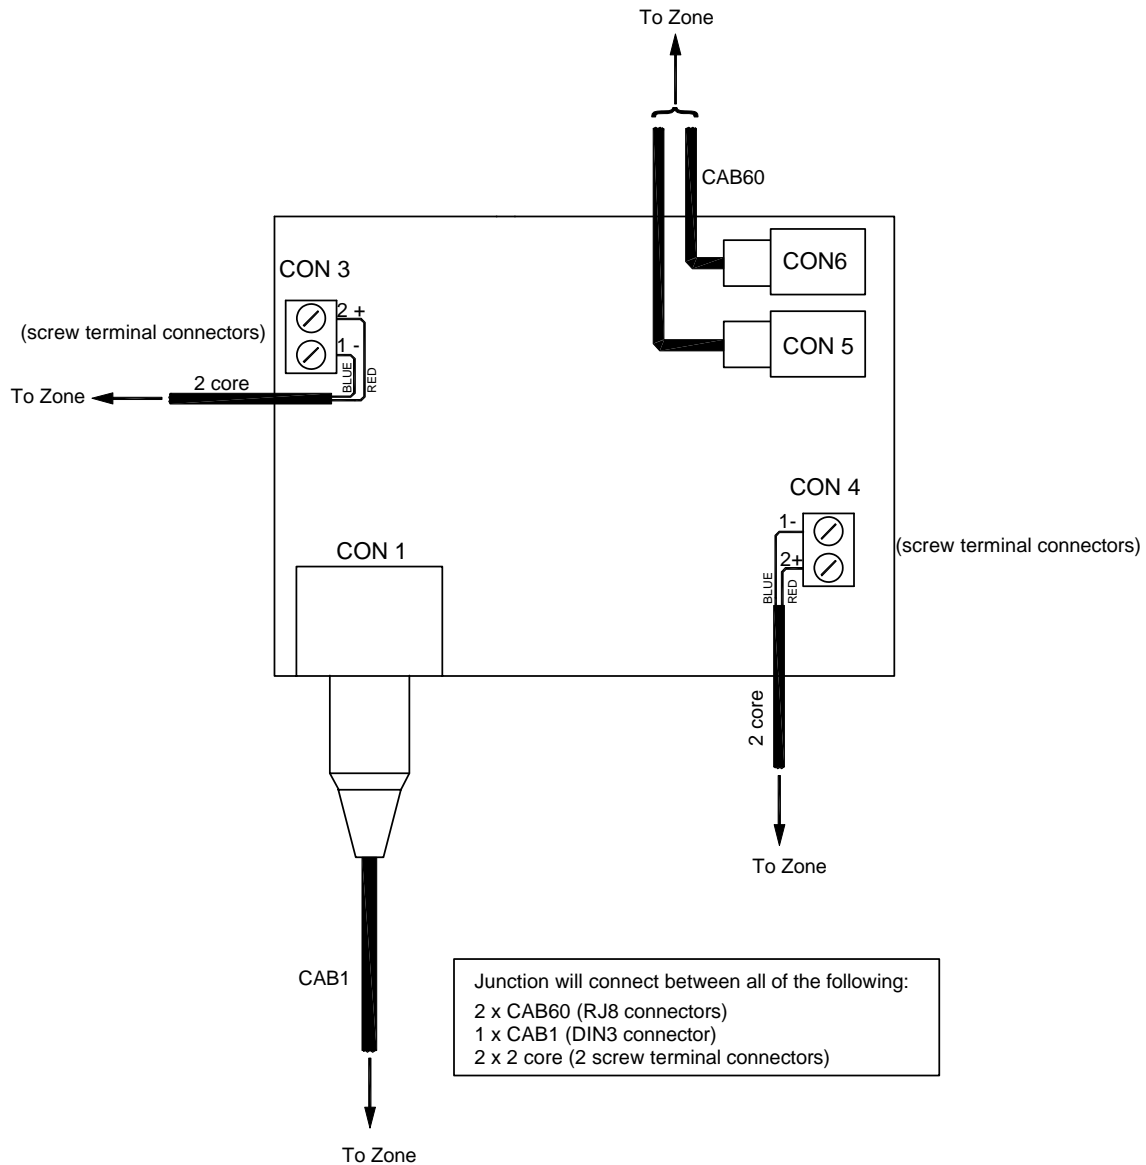 To Zone
CAB60
CON6
CON 3
2 +
(screw terminal connectors)
1 -
CON 5
BLUE
RED
2 core
To Zone
CON 4
1-
(screw terminal connectors)
CON 1
2+
BLUE
RED
2 core
To Zone
CAB1
Junction will connect between all of the following:
2 x CAB60 (RJ8 connectors)
1 x CAB1 (DIN3 connector)
2 x 2 core (2 screw terminal connectors)
To Zone